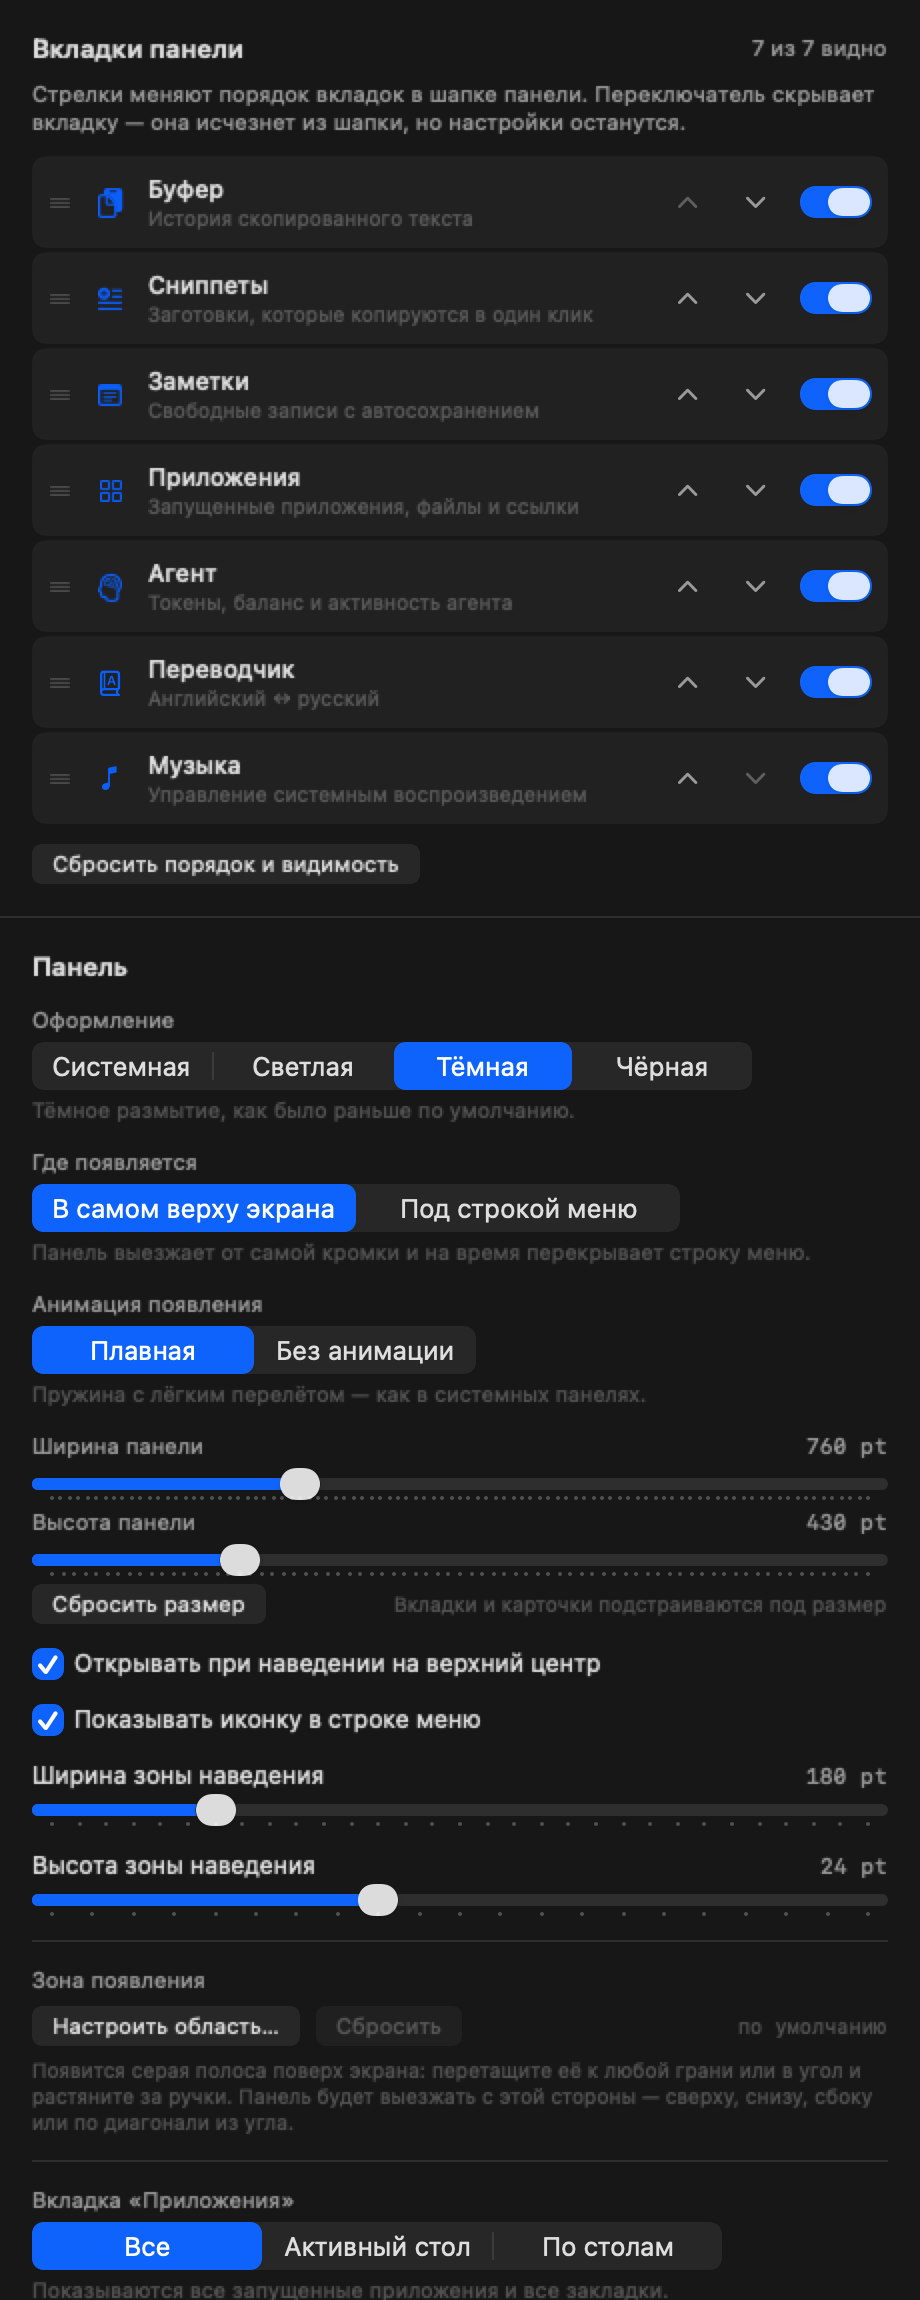 Вкладки панели
7 из 7 видно
Стрелки меняют порядок вкладок в шапке панели. Переключатель скрывает
вкладку — она исчезнет из шапки, но настройки останутся.
Буфер
История скопированного текста
Сниппеты
Заготовки, которые копируются в один клик
Заметки
Свободные записи с автосохранением
Приложения
Запущенные приложения, файлы и ссылки
Агент
Токены, баланс и активность агента
Переводчик
Английский ↔ русский
Музыка
Управление системным воспроизведением
Сбросить порядок и видимость
Панель
Оформление
Системная Светлая Тёмная Чёрная
Тёмное размытие, как было раньше по умолчанию.
Где появляется
В самом верху экрана Под строкой меню
Панель выезжает от самой кромки и на время перекрывает строку меню.
Анимация появления
Плавная Без анимации
Пружина с лёгким перелётом — как в системных панелях.
Ширина панели 760 pt
Высота панели 430 pt
Сбросить размер Вкладки и карточки подстраиваются под размер
Открывать при наведении на верхний центр
Показывать иконку в строке меню
Ширина зоны наведения 180 pt
Высота зоны наведения 24 pt
Зона появления
Настроить область... Сбросить по умолчанию
Появится серая полоса поверх экрана: перетащите её к любой грани или в угол и
растяните за ручки. Панель будет выезжать с этой стороны — сверху, снизу, сбоку
или по диагонали из угла.
Вкладка «Приложения»
Все Активный стол По столам
Показываются все запущенные приложения и все закладки.